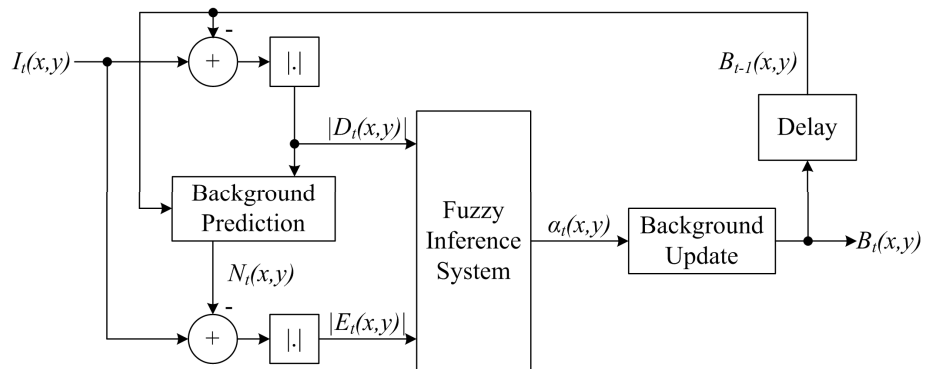 I_t(x,y)
-
+
|.|
B_{t-1}(x,y)
Delay
|D_t(x,y)|
Background
Prediction
Fuzzy
Inference
System
α_t(x,y)
Background
Update
B_t(x,y)
N_t(x,y)
-
+
|.|
|E_t(x,y)|